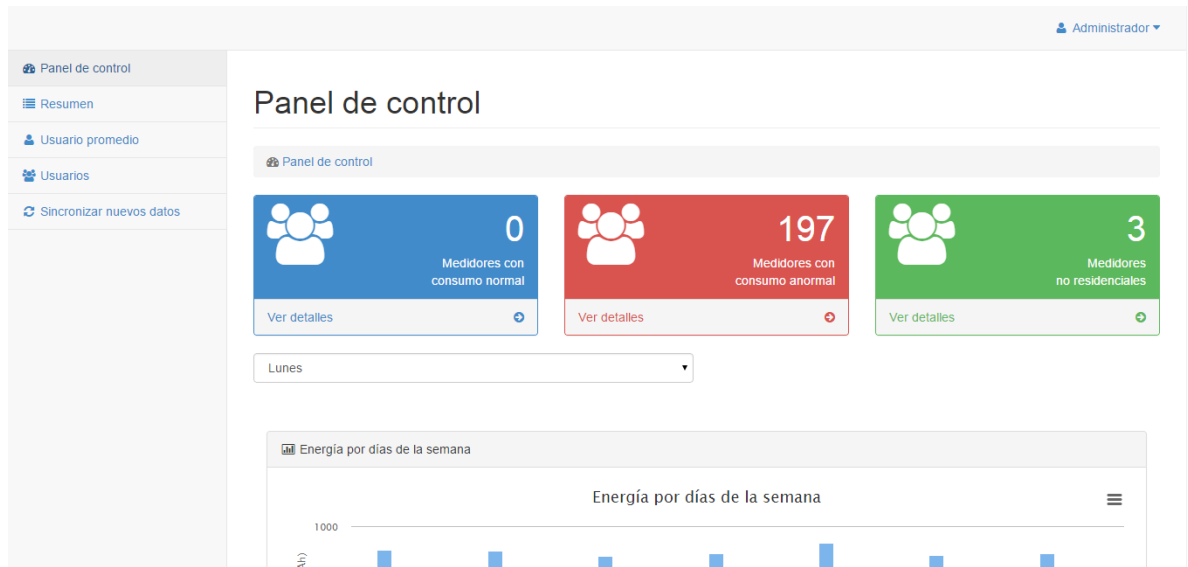 Administrador
Panel de control
Resumen
Usuario promedio
Usuarios
Sincronizar nuevos datos
Panel de control
Panel de control
0
Medidores con
consumo normal
Ver detalles
197
Medidores con
consumo anormal
Ver detalles
3
Medidores
no residenciales
Ver detalles
Lunes
Energía por días de la semana
Energía por días de la semana
1000